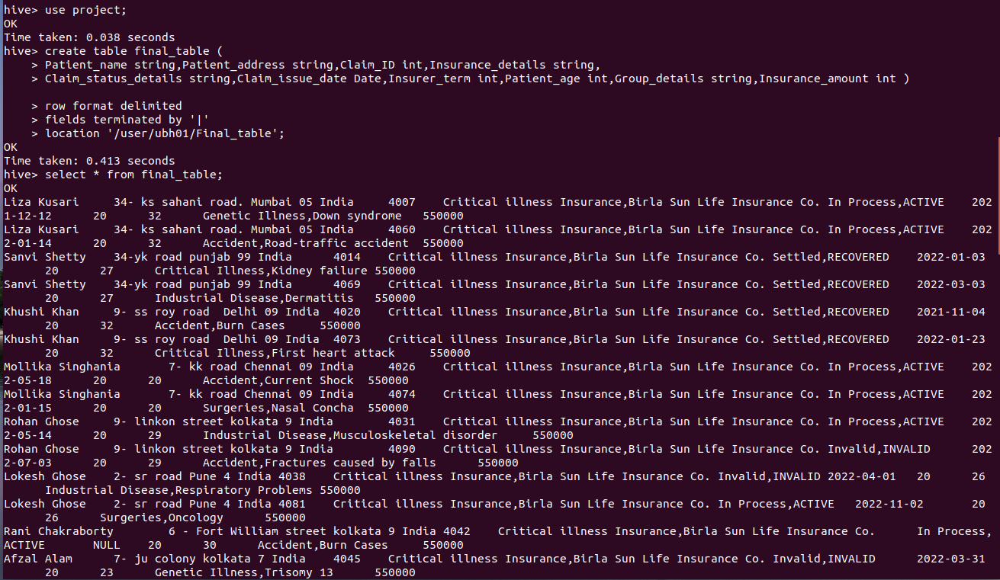 hive> use project;
OK
Time taken: 0.038 seconds
hive> create table final_table (
    > Patient_name string,Patient_address string,Claim_ID int,Insurance_details string,
    > Claim_status_details string,Claim_issue_date Date,Insurer_term int,Patient_age int,Group_details string,Insurance_amount int )
    > row format delimited
    > fields terminated by '|'
    > location '/user/ubh01/Final_table';
OK
Time taken: 0.413 seconds
hive> select * from final_table;
OK
Liza Kusari     34- ks sahani road. Mumbai 05 India     4007    Critical illness Insurance,Birla Sun Life Insurance Co. In Process,ACTIVE    202
1-12-12      20      32      Genetic Illness,Down syndrome   550000
Liza Kusari     34- ks sahani road. Mumbai 05 India     4060    Critical illness Insurance,Birla Sun Life Insurance Co. In Process,ACTIVE    202
2-01-14      20      32      Accident,Road-traffic accident  550000
Sanvi Shetty    34-yk road punjab 99 India      4014    Critical illness Insurance,Birla Sun Life Insurance Co. Settled,RECOVERED    2022-01-03
      20      27      Critical Illness,Kidney failure 550000
Sanvi Shetty    34-yk road punjab 99 India      4069    Critical illness Insurance,Birla Sun Life Insurance Co. Settled,RECOVERED    2022-03-03
      20      27      Industrial Disease,Dermatitis   550000
Khushi Khan     9- ss roy road  Delhi 09 India  4020    Critical illness Insurance,Birla Sun Life Insurance Co. Settled,RECOVERED    2021-11-04
      20      32      Accident,Burn Cases     550000
Khushi Khan     9- ss roy road  Delhi 09 India  4073    Critical illness Insurance,Birla Sun Life Insurance Co. Settled,RECOVERED    2022-01-23
      20      32      Critical Illness,First heart attack     550000
Mollika Singhania       7- kk road Chennai 09 India     4026    Critical illness Insurance,Birla Sun Life Insurance Co. In Process,ACTIVE    202
2-05-18      20      20      Accident,Current Shock  550000
Mollika Singhania       7- kk road Chennai 09 India     4074    Critical illness Insurance,Birla Sun Life Insurance Co. In Process,ACTIVE    202
2-01-15      20      20      Surgeries,Nasal Concha  550000
Rohan Ghose     9- linkon street kolkata 9 India        4031    Critical illness Insurance,Birla Sun Life Insurance Co. In Process,ACTIVE    202
2-05-14      20      29      Industrial Disease,Musculoskeletal disorder     550000
Rohan Ghose     9- linkon street kolkata 9 India        4090    Critical illness Insurance,Birla Sun Life Insurance Co. Invalid,INVALID      202
2-07-03      20      29      Accident,Fractures caused by falls      550000
Lokesh Ghose    2- sr road Pune 4 India 4038    Critical illness Insurance,Birla Sun Life Insurance Co. Invalid,INVALID 2022-04-01   20      26
      Industrial Disease,Respiratory Problems 550000
Lokesh Ghose    2- sr road Pune 4 India 4081    Critical illness Insurance,Birla Sun Life Insurance Co. In Process,ACTIVE   2022-11-02       20
      26      Surgeries,Oncology      550000
Rani Chakraborty        6 - Fort William street kolkata 9 India 4042    Critical illness Insurance,Birla Sun Life Insurance Co.      In Process,
ACTIVE       NULL    20      30      Accident,Burn Cases     550000
Afzal Alam      7- ju colony kolkata 7 India    4045    Critical illness Insurance,Birla Sun Life Insurance Co. Invalid,INVALID      2022-03-31
      20      23      Genetic Illness,Trisomy 13      550000